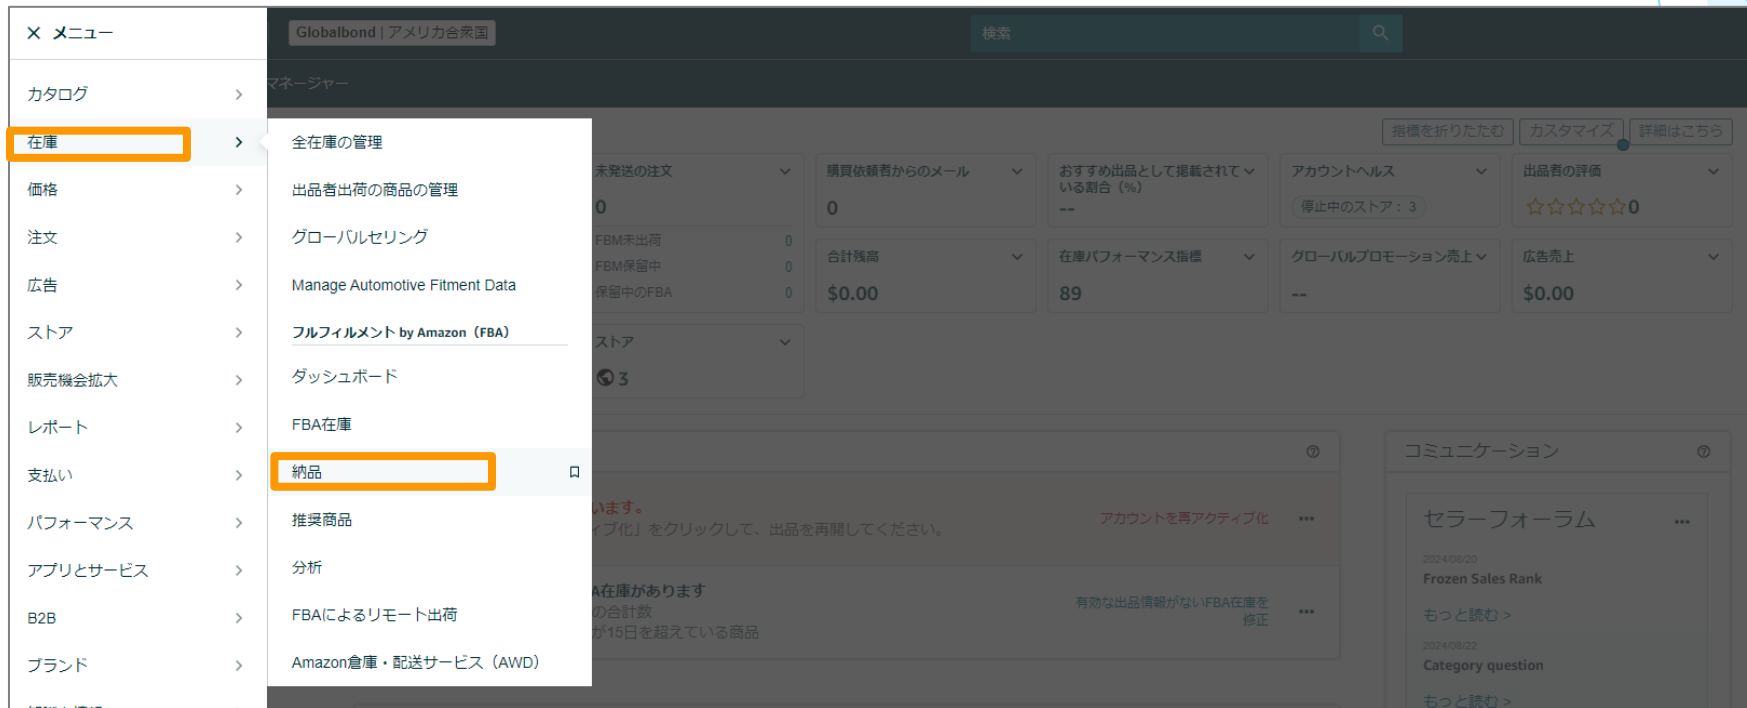 メニュー
Globalbond | アメリカ合衆国
検索
マネージャー
カタログ
在庫
価格
注文
広告
ストア
販売機会拡大
レポート
支払い
パフォーマンス
アプリとサービス
B2B
ブランド
全在庫の管理
出品者出荷の商品の管理
グローバルセリング
Manage Automotive Fitment Data
フルフィルメント by Amazon（FBA）
ダッシュボード
FBA在庫
納品
推奨商品
分析
FBAによるリモート出荷
Amazon倉庫・配送サービス（AWD）
指標を折りたたむ
カスタマイズ
詳細はこちら
未発送の注文
0
FBM未出荷 0
FBM保留中 0
保留中のFBA 0
購買依頼者からのメール
0
おすすめ出品として掲載されて
いる割合（%）
--
アカウントヘルス
停止中のストア： 3
出品者の評価
0
合計残高
$0.00
在庫パフォーマンス指標
89
グローバルプロモーション売上
--
広告売上
$0.00
ストア
3
います。
ィブ化」をクリックして、出品を再開してください。
アカウントを再アクティブ化
A在庫があります
の合計数
が15日を超えている商品
有効な出品情報がないFBA在庫を
修正
コミュニケーション
セラーフォーラム
2024/08/20
Frozen Sales Rank
もっと読む >
2024/08/22
Category question
もっと読む >